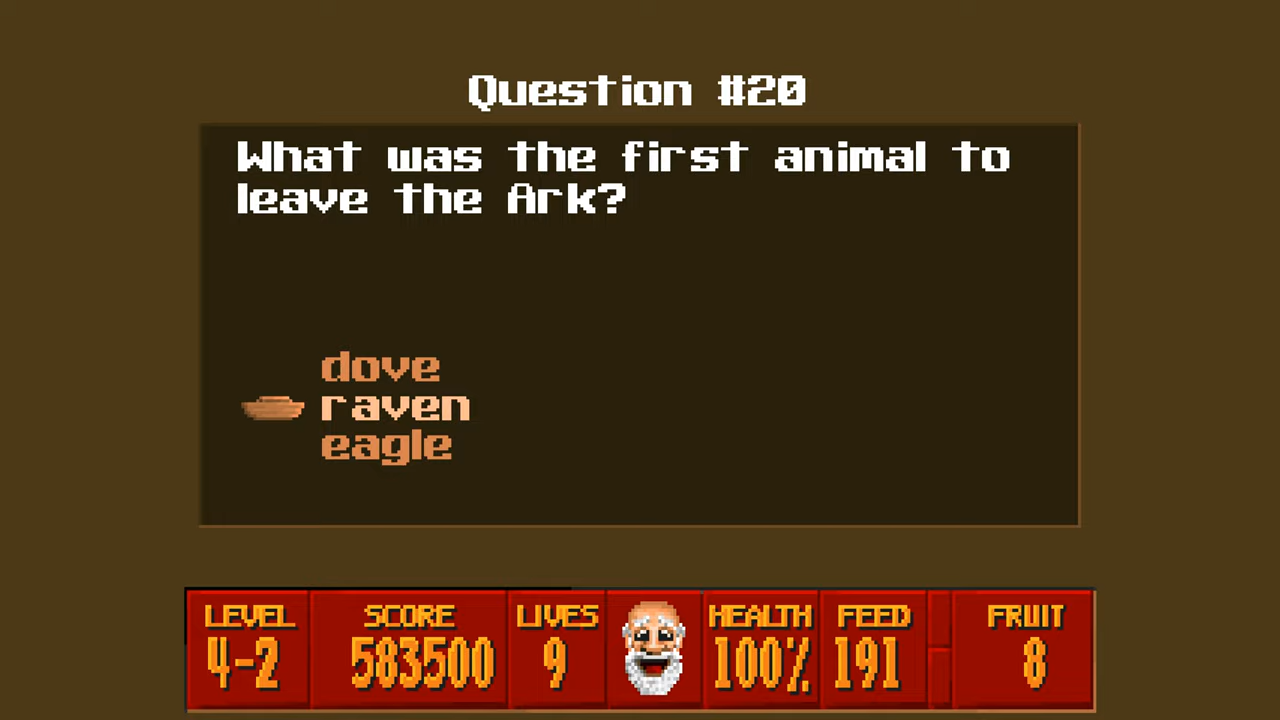 Question #20
What was the first animal to
leave the Ark?
dove
raven
eagle
LEVEL SCORE LIVES HEALTH FEED FRUIT
4-2 583500 9 100% 191 8